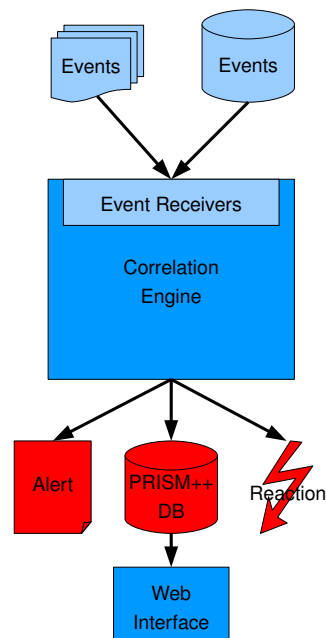 Events
Events
Event Receivers
Correlation
Engine
Alert
PRISM++
DB
Reaction
Web
Interface